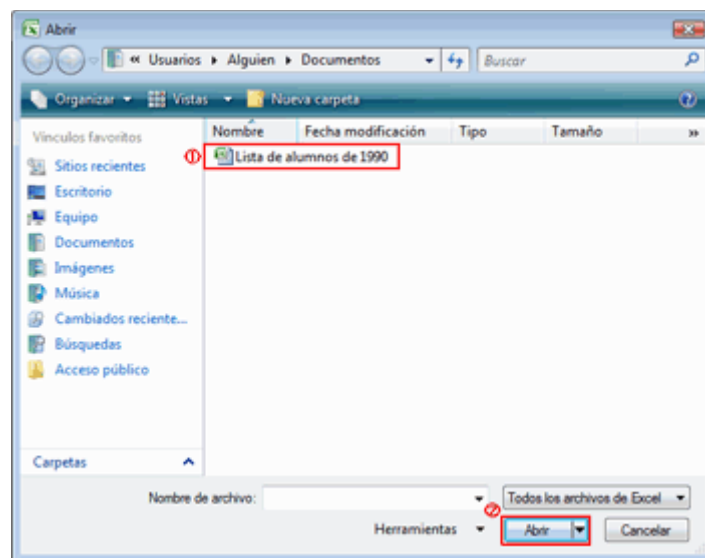 Abrir
« Usuarios ▸ Alguien ▸ Documentos
Buscar
Organizar Vistas Nueva carpeta
Vínculos favoritos
Nombre Fecha modificación Tipo Tamaño »
① Lista de alumnos de 1990
Sitios recientes
Escritorio
Equipo
Documentos
Imágenes
Música
Cambiados reciente...
Búsquedas
Acceso público
Carpetas
Nombre de archivo: Todos los archivos de Excel
②
Herramientas Abrir Cancelar